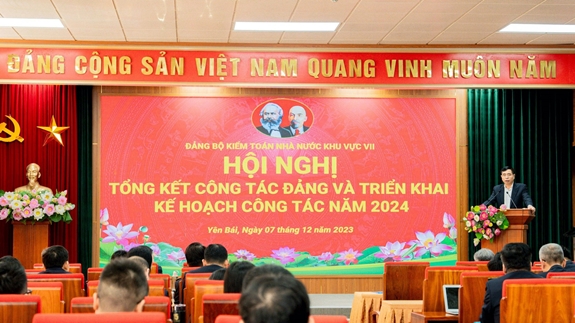 ĐẢNG CỘNG SẢN VIỆT NAM QUANG VINH MUÔN NĂM
ĐẢNG BỘ KIỂM TOÁN NHÀ NƯỚC KHU VỰC VII
HỘI NGHỊ
TỔNG KẾT CÔNG TÁC ĐẢNG VÀ TRIỂN KHAI
KẾ HOẠCH CÔNG TÁC NĂM 2024
Yên Bái, Ngày 07 tháng 12 năm 2023